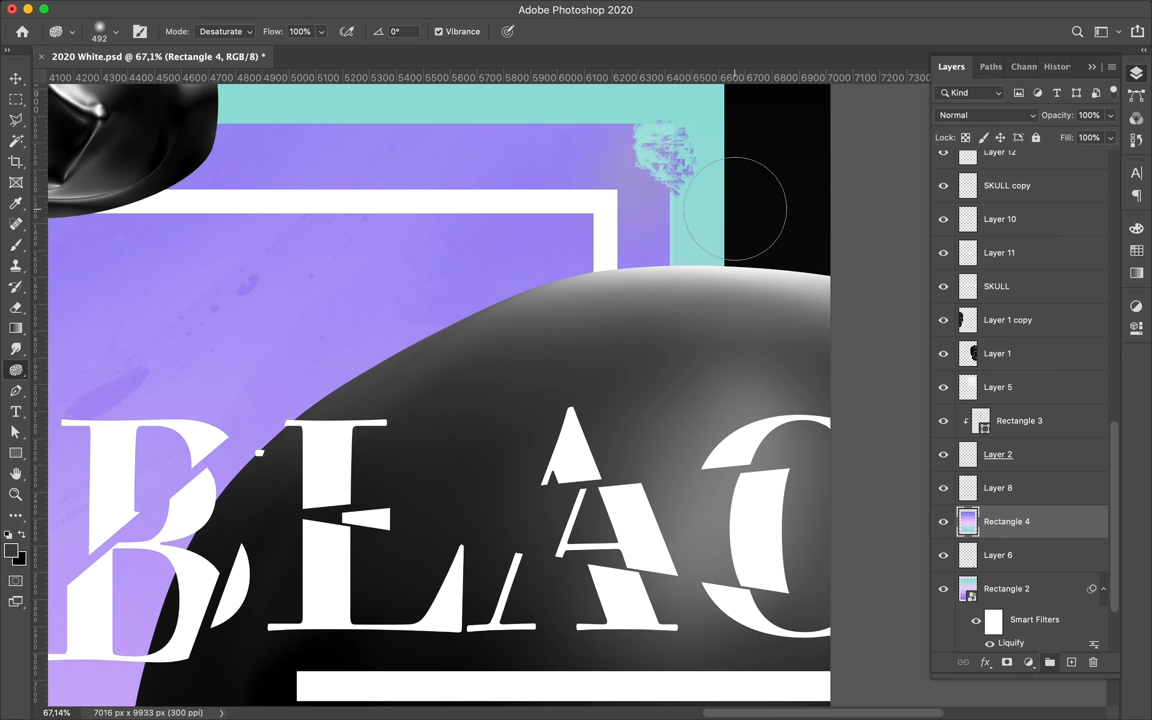 Adobe Photoshop 2020
492 Mode: Desaturate Flow: 100% 0° Vibrance
2020 White.psd @ 67,1% (Rectangle 4, RGB/8) *
4100 4200 4300 4400 4500 4600 4700 4800 4900 5000 5100 5200 5300 5400 5500 5600 5700 5800 5900 6000 6100 6200 6300 6400 6500 6600 6700 6800 6900 7000 7100 7200 7300
Layers Paths Chann Histor
Kind
Normal Opacity: 100%
Lock: Fill: 100%
Layer 12
SKULL copy
Layer 10
Layer 11
SKULL
Layer 1 copy
Layer 1
Layer 5
Rectangle 3
Layer 2
Layer 8
Rectangle 4
Layer 6
Rectangle 2
Smart Filters
Liquify
BLAC
67,14% 7016 px x 9933 px (300 ppi)